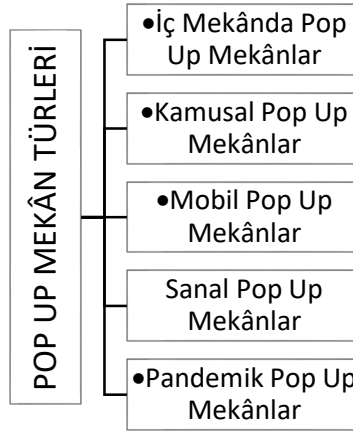 POP UP MEKÂN TÜRLERİ
•İç Mekânda Pop
Up Mekânlar
•Kamusal Pop Up
Mekânlar
•Mobil Pop Up
Mekânlar
Sanal Pop Up
Mekânlar
•Pandemik Pop Up
Mekânlar